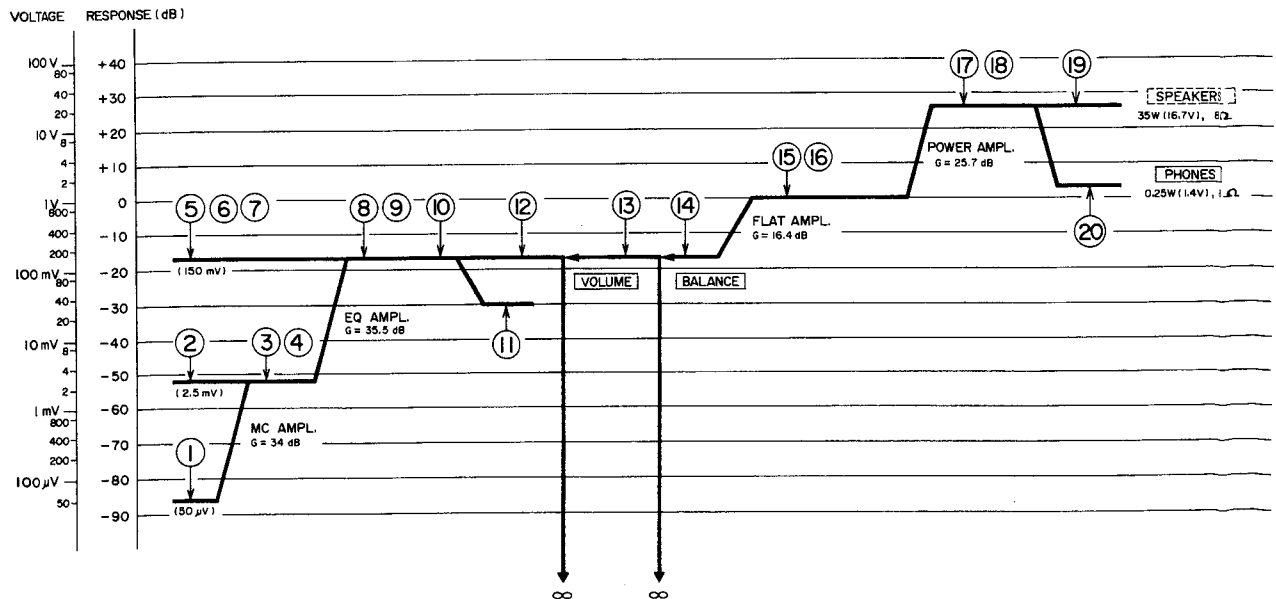 VOLTAGE RESPONSE (dB)
100 V +40
80
40 +30
20
10 V +20
8
4 +10
2
1 V 0
800
400 -10
200
100 mV -20
80
40 -30
20
10 mV -40
8
4 -50
2
1 mV -60
800
400 -70
200
100 µV -80
50
-90
17 18 19
SPEAKERS
35W (16.7V), 8Ω
POWER AMPL.
G = 25.7 dB
15 16
PHONES
0.25W (1.4V),
20
5 6 7 8 9 10 12 13 14
FLAT AMPL.
G = 16.4 dB
(150 mV)
VOLUME BALANCE
EQ AMPL.
G = 35.5 dB
11
2 3 4
(2.5 mV)
MC AMPL.
G = 34 dB
1
(50 µV)
∞ ∞